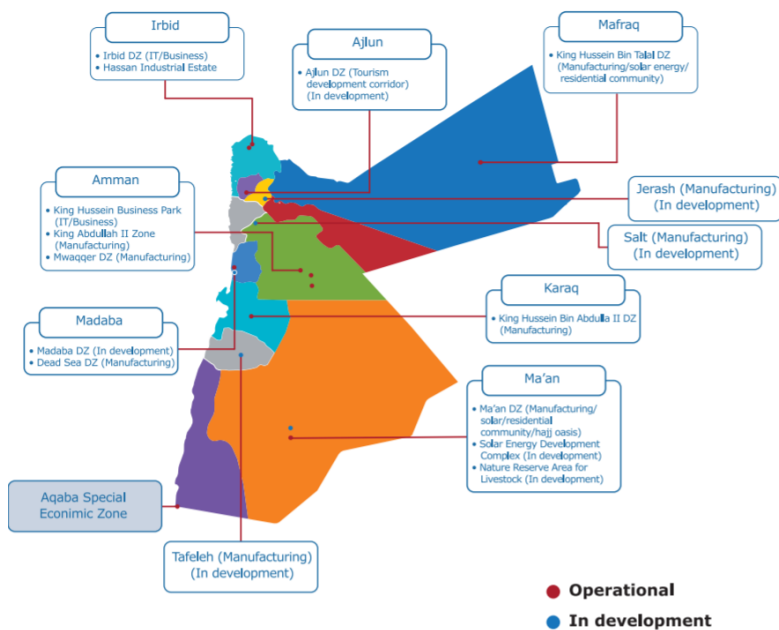 Irbid
• Irbid DZ (IT/Business)
• Hassan Industrial Estate
Ajlun
• Ajlun DZ (Tourism
development corridor)
(In development)
Mafraq
• King Hussein Bin Talal DZ
(Manufacturing/solar energy/
residential community)
Amman
• King Hussein Business Park
(IT/Business)
• King Abdullah II Zone
(Manufacturing)
• Mwaqqer DZ (Manufacturing)
Jerash (Manufacturing)
(In development)
Salt (Manufacturing)
(In development)
Karaq
• King Hussein Bin Abdulla II DZ
(Manufacturing)
Madaba
• Madaba DZ (In development)
• Dead Sea DZ (Manufacturing)
Ma'an
• Ma'an DZ (Manufacturing/
solar/residential
community/hajj oasis)
• Solar Energy Development
Complex (In development)
• Nature Reserve Area for
Livestock (In development)
Aqaba Special
Econimic Zone
Tafeleh (Manufacturing)
(In development)
Operational
In development